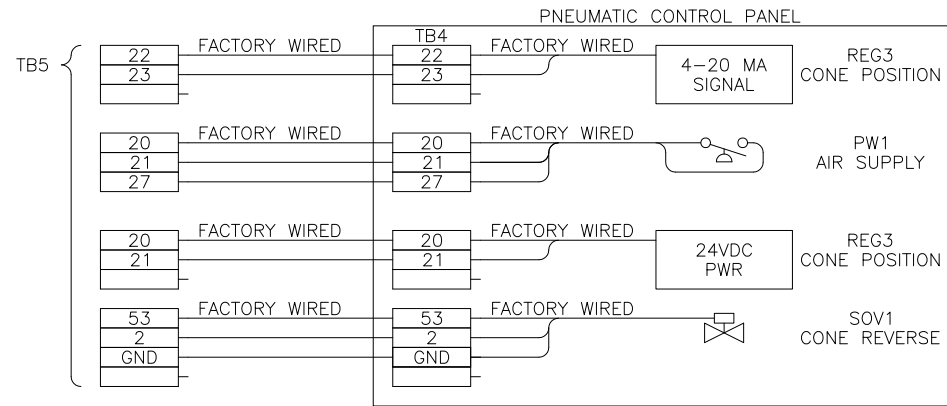 PNEUMATIC CONTROL PANEL
TB5
TB4
22 FACTORY WIRED 22 FACTORY WIRED
23 23
4-20 MA
SIGNAL
REG3
CONE POSITION
20 FACTORY WIRED 20 FACTORY WIRED
21 21
27 27
PW1
AIR SUPPLY
20 FACTORY WIRED 20 FACTORY WIRED
21 21
24VDC
PWR
REG3
CONE POSITION
53 FACTORY WIRED 53 FACTORY WIRED
2 2
GND GND
SOV1
CONE REVERSE